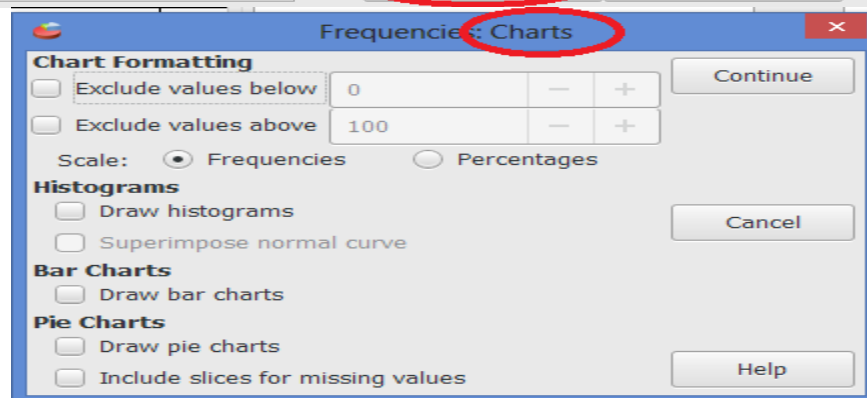 Frequencies: Charts
Chart Formatting
Exclude values below 0 — + Continue
Exclude values above 100 — +
Scale: Frequencies Percentages
Histograms
Draw histograms Cancel
Superimpose normal curve
Bar Charts
Draw bar charts
Pie Charts
Draw pie charts
Include slices for missing values Help